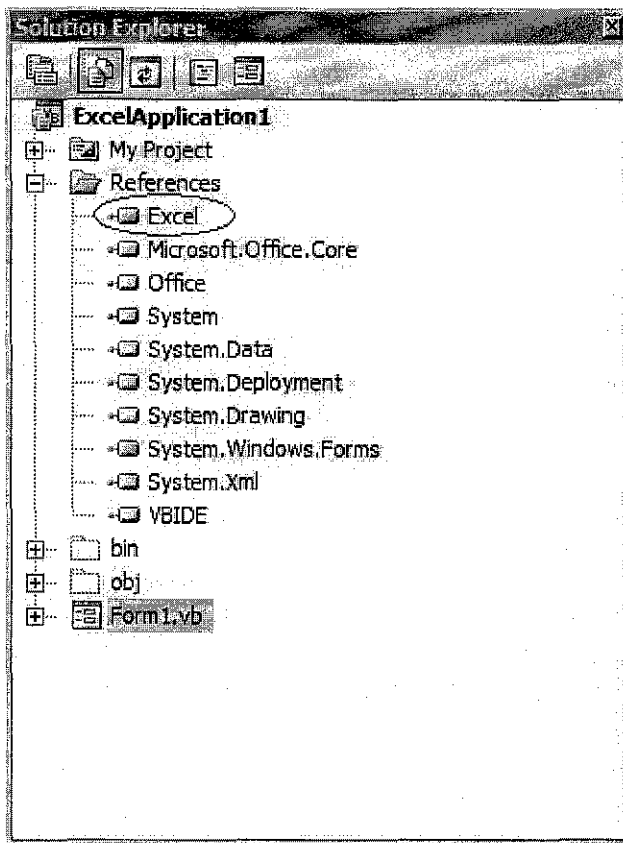 Solution Explorer
ExcelApplication1
My Project
References
Excel
Microsoft.Office.Core
Office
System
System.Data
System.Deployment
System.Drawing
System.Windows.Forms
System.Xml
VBIDE
bin
obj
Form1.vb